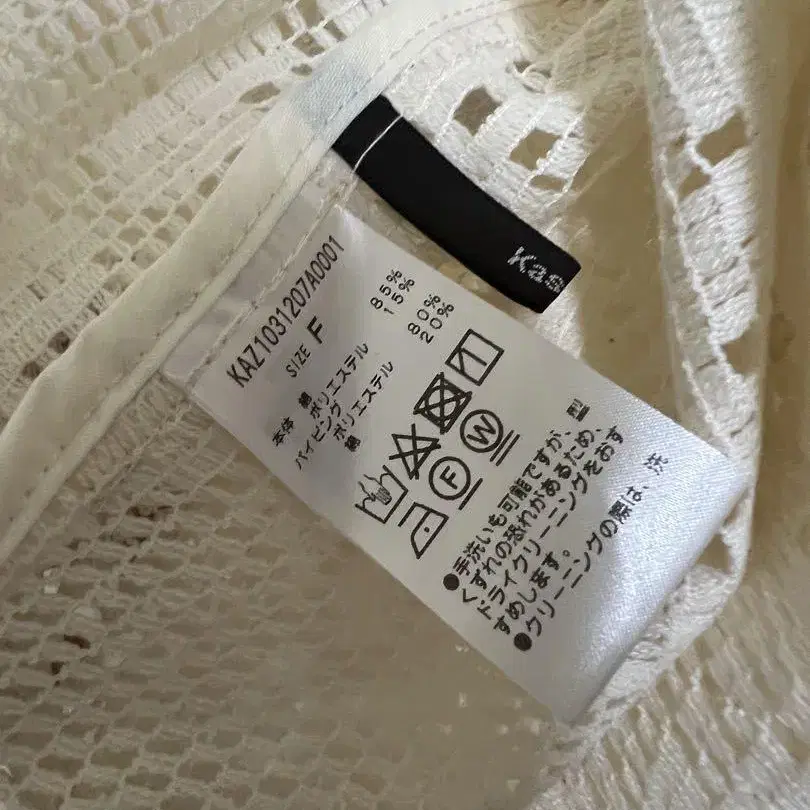 Kae
KAZ1031207A0001
SIZE F
本体 綿 85%
ポリエステル 15%
パイピング
ポリエステル 80%
綿 20%
W
F
●手洗いも可能ですが、型
くずれの恐れがあるため、
ドライクリーニングをおす
すめします。
●クリーニングの際は、洗